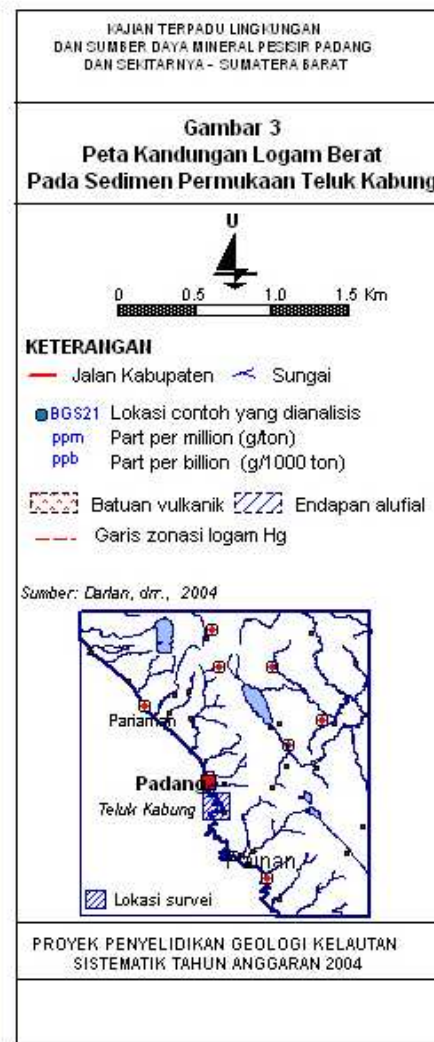 KAJIAN TERPADU LINGKUNGAN
DAN SUMBER DAYA MINERAL PESISIR PADANG
DAN SEKITARNYA - SUMATERA BARAT
Gambar 3
Peta Kandungan Logam Berat
Pada Sedimen Permukaan Teluk Kabung
U
0 0.5 1.0 1.5 Km
KETERANGAN
Jalan Kabupaten Sungai
BGS21 Lokasi contoh yang dianalisis
ppm Part per million (g/ton)
ppb Part per billion (g/1000 ton)
Batuan vulkanik Endapan alufial
Garis zonasi logam Hg
Sumber: Darlan, drr., 2004
Pariaman
Padang
Teluk Kabung
Painan
Lokasi survei
PROYEK PENYELIDIKAN GEOLOGI KELAUTAN
SISTEMATIK TAHUN ANGGARAN 2004